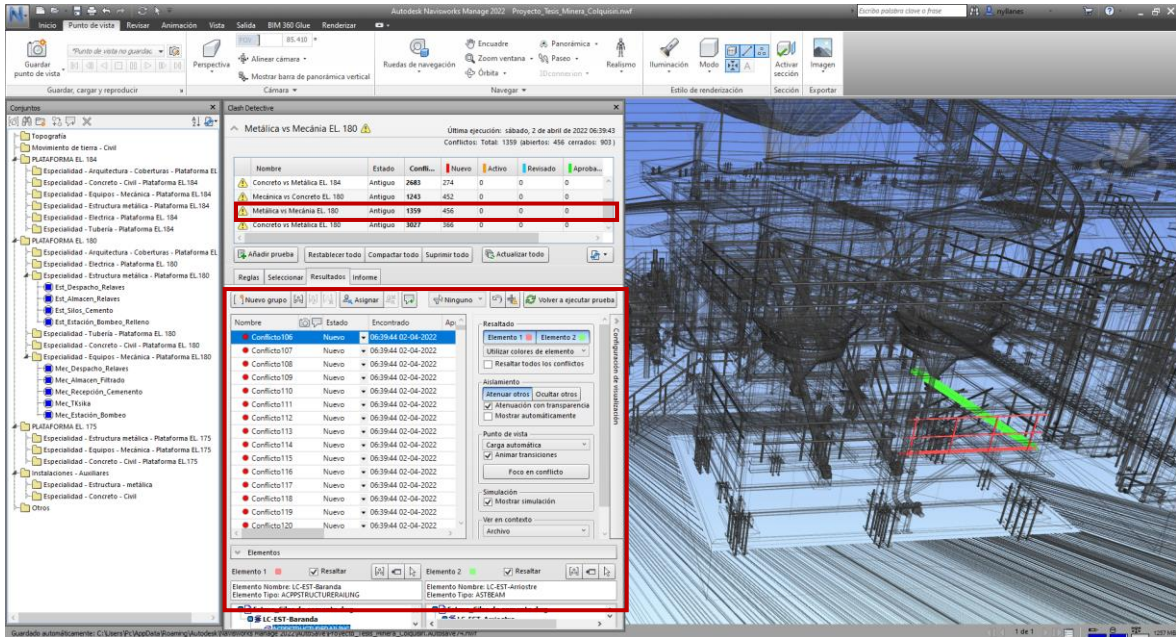 Autodesk Navisworks Manage 2022 Proyecto_Tesis_Minera_Colquisiri.nwf
Escriba palabra clave o frase
nyllanes
Inicio Punto de vista Revisar Animación Vista Salida BIM 360 Glue Renderizar
Guardar punto de vista
Perspectiva
85.410
Alinear cámara
Mostrar barra de panorámica vertical
Ruedas de navegación
Encuadre
Zoom ventana
Órbita
Panorámica
Paseo
Realismo
Iluminación
Modo
Activar sección
Imagen
Guardar, cargar y reproducir
Cámara
Navegar
Estilo de renderización
Sección
Exportar
Conjuntos
Topografía
Movimiento de tierra - Civil
PLATAFORMA EL. 184
Especialidad - Arquitectura - Coberturas - Plataforma EL
Especialidad - Concreto - Civil - Plataforma EL.184
Especialidad - Equipos - Mecánica - Plataforma EL.184
Especialidad - Estructura metálica - Plataforma EL.184
Especialidad - Electrica - Plataforma EL. 184
Especialidad - Tubería - Plataforma EL.184
PLATAFORMA EL. 180
Especialidad - Arquitectura - Coberturas - Plataforma EL
Especialidad - Electrica - Plataforma EL. 180
Especialidad - Estructura metálica - Plataforma EL.180
Est_Despacho_Relaves
Est_Almacen_Relaves
Est_Silos_Cemento
Est_Estación_Bombeo_Relleno
Especialidad - Tubería - Plataforma EL. 180
Especialidad - Concreto - Civil - Plataforma EL. 180
Especialidad - Equipos - Mecánica - Plataforma EL.180
Mec_Despacho_Relaves
Mec_Almacen_Filtrado
Mec_Recepción_Cemenento
Mec_TKsika
Mec_Estación_Bombeo
PLATAFORMA EL. 175
Especialidad - Estructura metálica - Plataforma EL. 175
Especialidad - Equipos - Mecánica - Plataforma EL.175
Especialidad - Concreto - Civil - Plataforma EL.175
Instalaciones - Auxiliares
Especialidad - Estructura - metálica
Especialidad - Concreto - Civil
Otros
Clash Detective
Metálica vs Mecánia EL. 180
Última ejecución: sábado, 2 de abril de 2022 06:39:43
Conflictos: Total: 1359 (abiertos: 456 cerrados: 903)
Nombre Estado Confli... Nuevo Activo Revisado Aproba...
Concreto vs Metálica EL. 184 Antiguo 2683 274 0 0 0
Mecánica vs Concreto EL. 180 Antiguo 1243 452 0 0 0
Metálica vs Mecánia EL. 180 Antiguo 1359 456 0 0 0
Concreto vs Metálica EL. 180 Antiguo 3027 366 0 0 0
Añadir prueba Restablecer todo Compactar todo Suprimir todo Actualizar todo
Reglas Seleccionar Resultados Informe
Nuevo grupo Asignar Ninguno Volver a ejecutar prueba
Nombre Estado Encontrado
Conflicto106 Nuevo 06:39:44 02-04-2022
Conflicto107 Nuevo 06:39:44 02-04-2022
Conflicto108 Nuevo 06:39:44 02-04-2022
Conflicto109 Nuevo 06:39:44 02-04-2022
Conflicto110 Nuevo 06:39:44 02-04-2022
Conflicto111 Nuevo 06:39:44 02-04-2022
Conflicto112 Nuevo 06:39:44 02-04-2022
Conflicto113 Nuevo 06:39:44 02-04-2022
Conflicto114 Nuevo 06:39:44 02-04-2022
Conflicto115 Nuevo 06:39:44 02-04-2022
Conflicto116 Nuevo 06:39:44 02-04-2022
Conflicto117 Nuevo 06:39:44 02-04-2022
Conflicto118 Nuevo 06:39:44 02-04-2022
Conflicto119 Nuevo 06:39:44 02-04-2022
Conflicto120 Nuevo 06:39:44 02-04-2022
Resaltado
Elemento 1 Elemento 2
Utilizar colores de elemento
Resaltar todos los conflictos
Aislamiento
Atenuar otros Ocultar otros
Atenuación con transparencia
Mostrar automáticamente
Punto de vista
Carga automática
Animar transiciones
Foco en conflicto
Simulación
Mostrar simulación
Ver en contexto
Archivo
Configuración de visualización
Elementos
Elemento 1 Resaltar Elemento 2 Resaltar
Elemento Nombre: LC-EST-Baranda
Elemento Tipo: ACPPSTRUCTURERAILING
Elemento Nombre: LC-EST-Arriostre
Elemento Tipo: ASTBEAM
LC-EST-Baranda
1 de 1